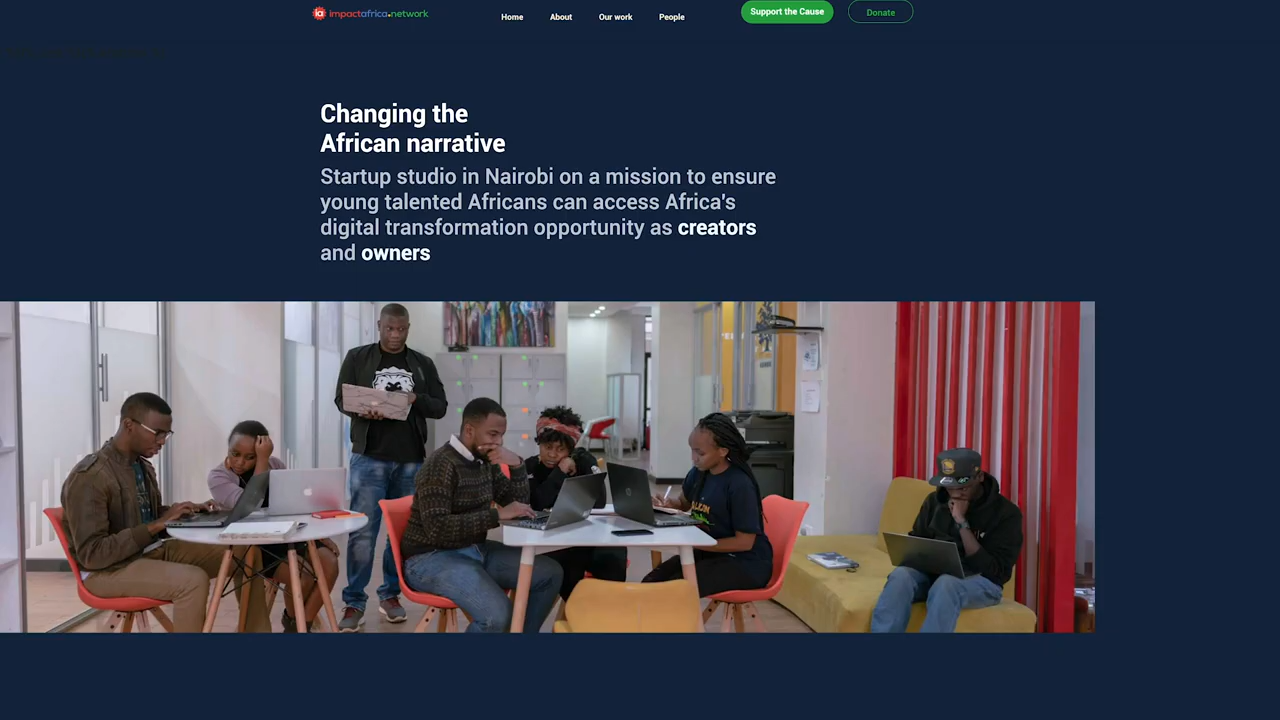 ia impactafrica.network
Home About Our work People
Support the Cause
Donate
Changing the
African narrative
Startup studio in Nairobi on a mission to ensure
young talented Africans can access Africa's
digital transformation opportunity as creators
and owners